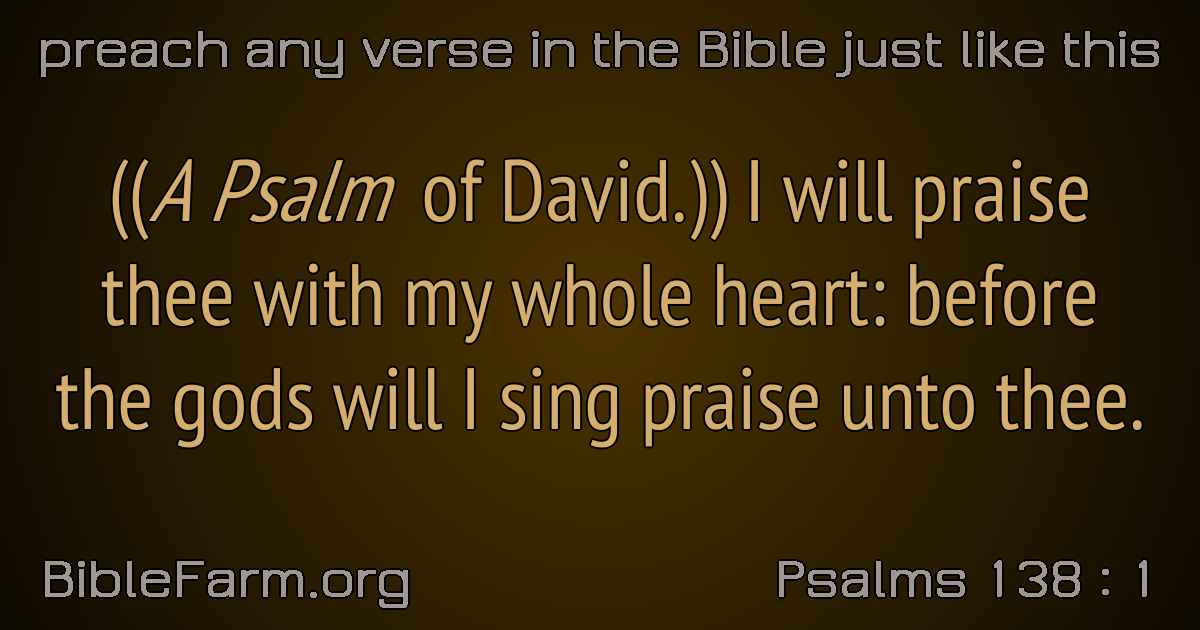 preach any verse in the Bible just like this
((A Psalm of David.)) I will praise
thee with my whole heart: before
the gods will I sing praise unto thee.
BibleFarm.org
Psalms 138 : 1